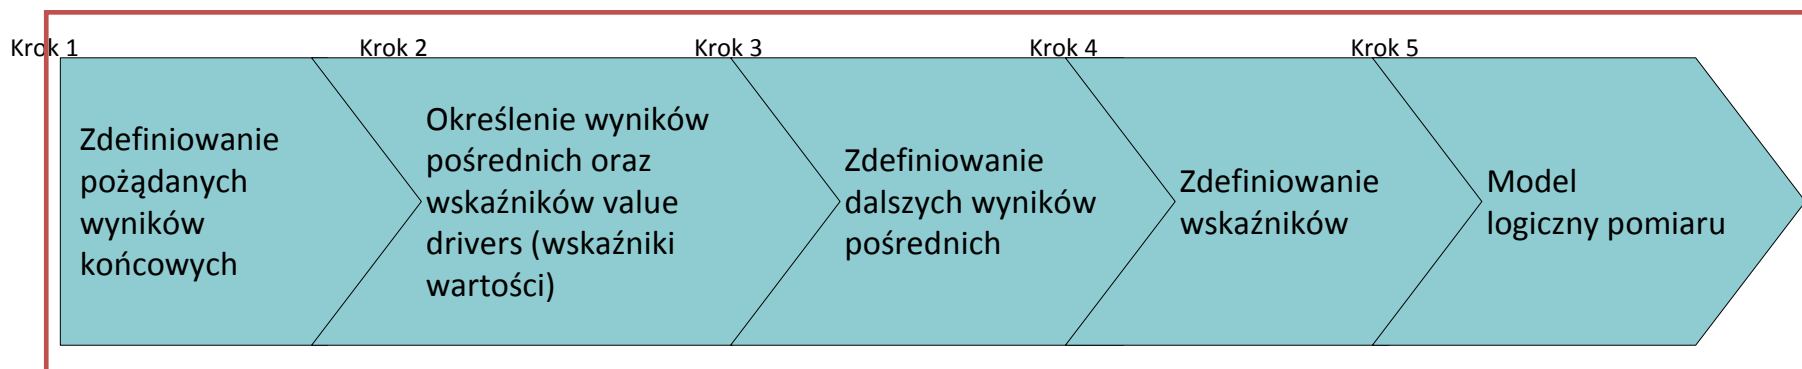 Krok 1
Krok 2
Krok 3
Krok 4
Krok 5
Zdefiniowanie
pożądanych
wyników
końcowych
Określenie wyników
pośrednich oraz
wskaźników value
drivers (wskaźniki
wartości)
Zdefiniowanie
dalszych wyników
pośrednich
Zdefiniowanie
wskaźników
Model
logiczny pomiaru